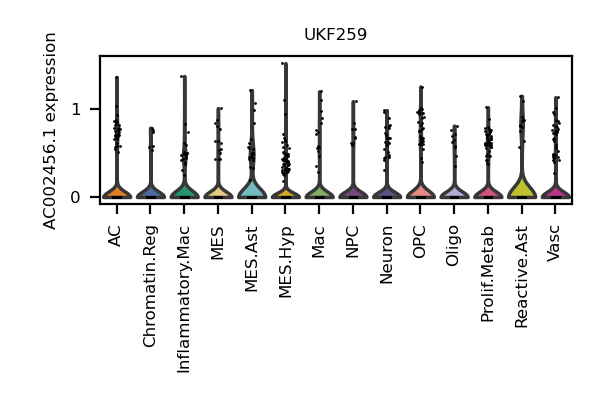 UKF259
AC002456.1 expression
1
0
AC
Chromatin.Reg
Inflammatory.Mac
MES
MES.Ast
MES.Hyp
Mac
NPC
Neuron
OPC
Oligo
Prolif.Metab
Reactive.Ast
Vasc